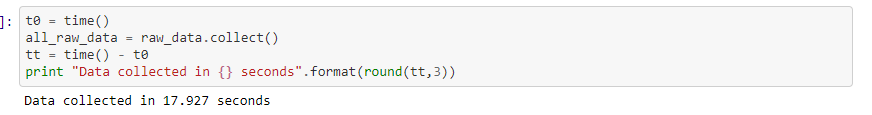 ]: t0 = time()
all_raw_data = raw_data.collect()
tt = time() - t0
print "Data collected in {} seconds".format(round(tt,3))
Data collected in 17.927 seconds